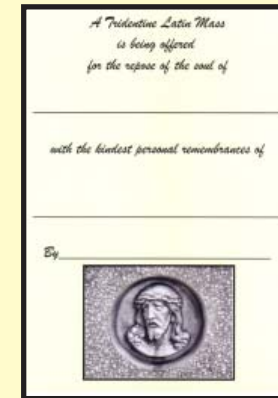 A Tridentine Latin Mass
is being offered
for the repose of the soul of
with the kindest personal remembrances of
By